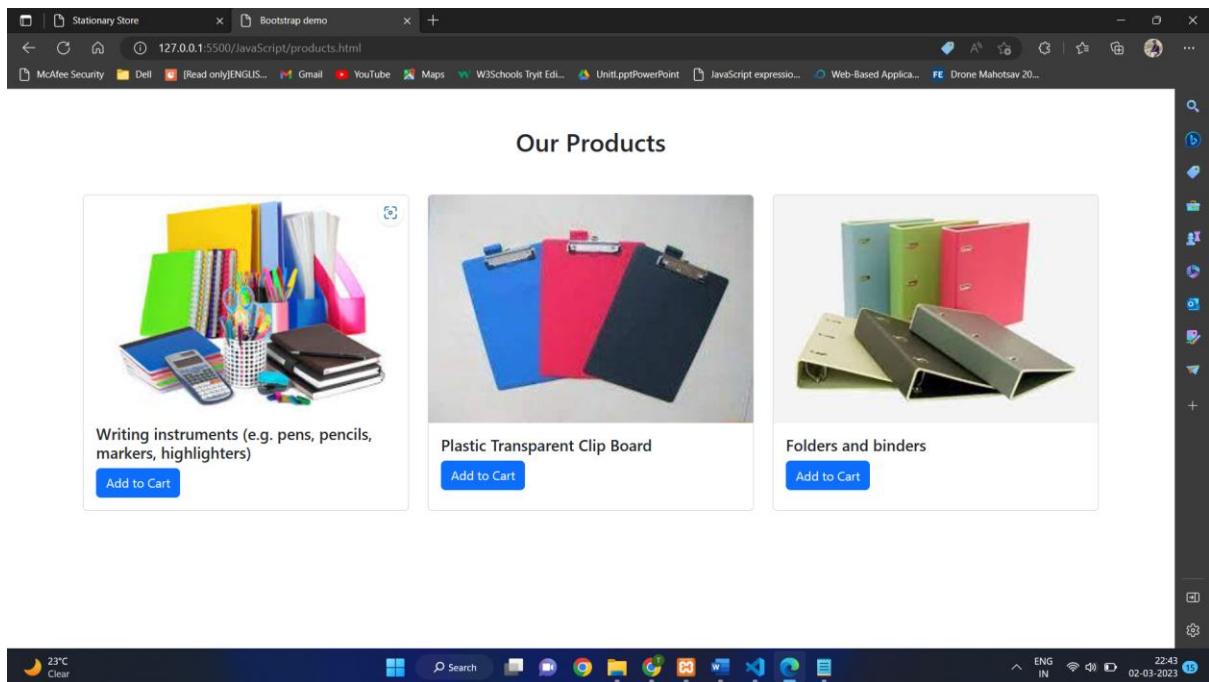 Stationary Store
Bootstrap demo
127.0.0.1:5500/JavaScript/products.html
McAfee Security
Dell
[Read only]ENGLIS...
Gmail
YouTube
Maps
W3Schools Tryit Edi...
UnitI.pptPowerPoint
JavaScript expressio...
Web-Based Applica...
FE Drone Mahotsav 20...
Our Products
Writing instruments (e.g. pens, pencils,
markers, highlighters)
Add to Cart
Plastic Transparent Clip Board
Add to Cart
Folders and binders
Add to Cart
23°C
Clear
Search
ENG
IN
22:43
02-03-2023
15